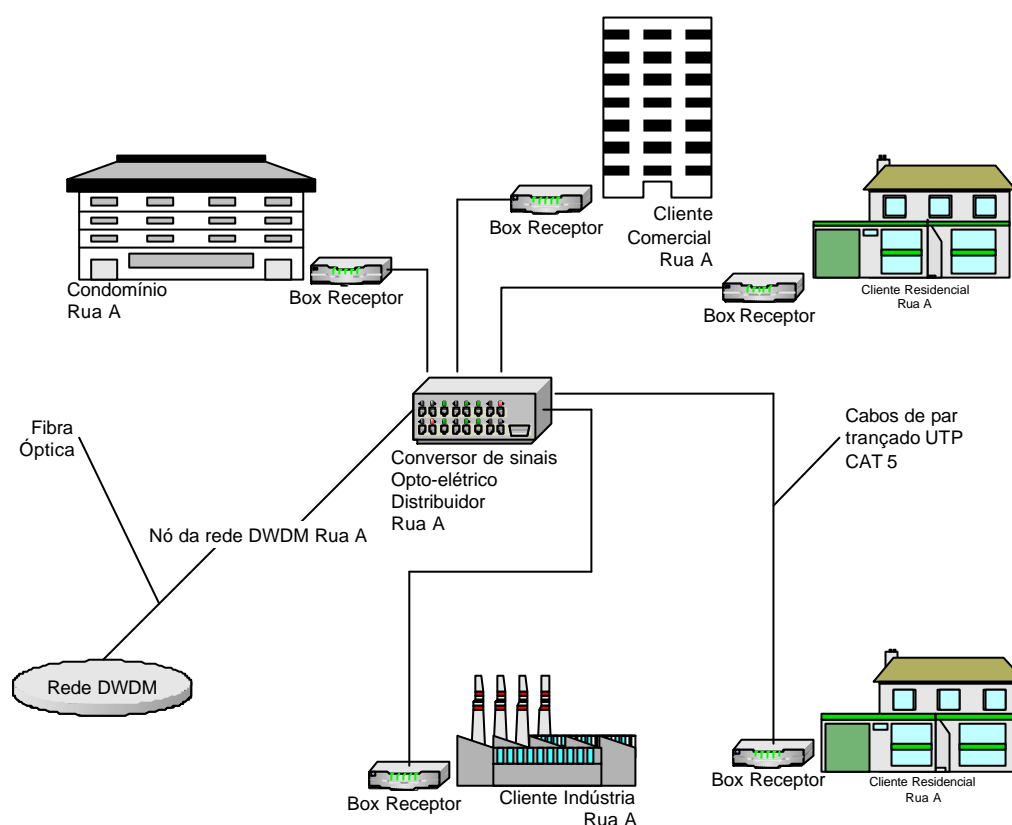 Cliente
Comercial
Rua A
Box Receptor
Condomínio
Rua A
Box Receptor
Cliente Residencial
Rua A
Box Receptor
Fibra
Óptica
Conversor de sinais
Opto-elétrico
Distribuidor
Rua A
Cabos de par
trançado UTP
CAT 5
Nó da rede DWDM Rua A
Rede DWDM
Box Receptor
Cliente Indústria
Rua A
Box Receptor
Cliente Residencial
Rua A